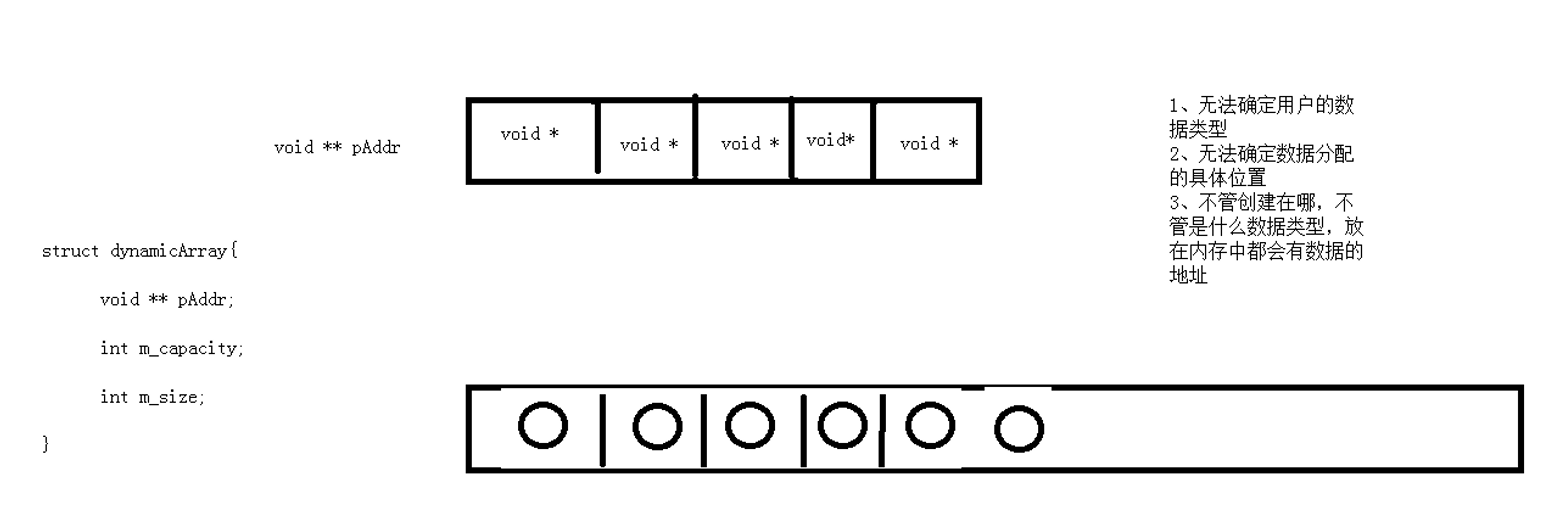 void ** pAddr
void *
void *
void *
void*
void *
1、无法确定用户的数
据类型
2、无法确定数据分配
的具体位置
3、不管创建在哪，不
管是什么数据类型，放
在内存中都会有数据的
地址
struct dynamicArray{
void ** pAddr;
int m_capacity;
int m_size;
}